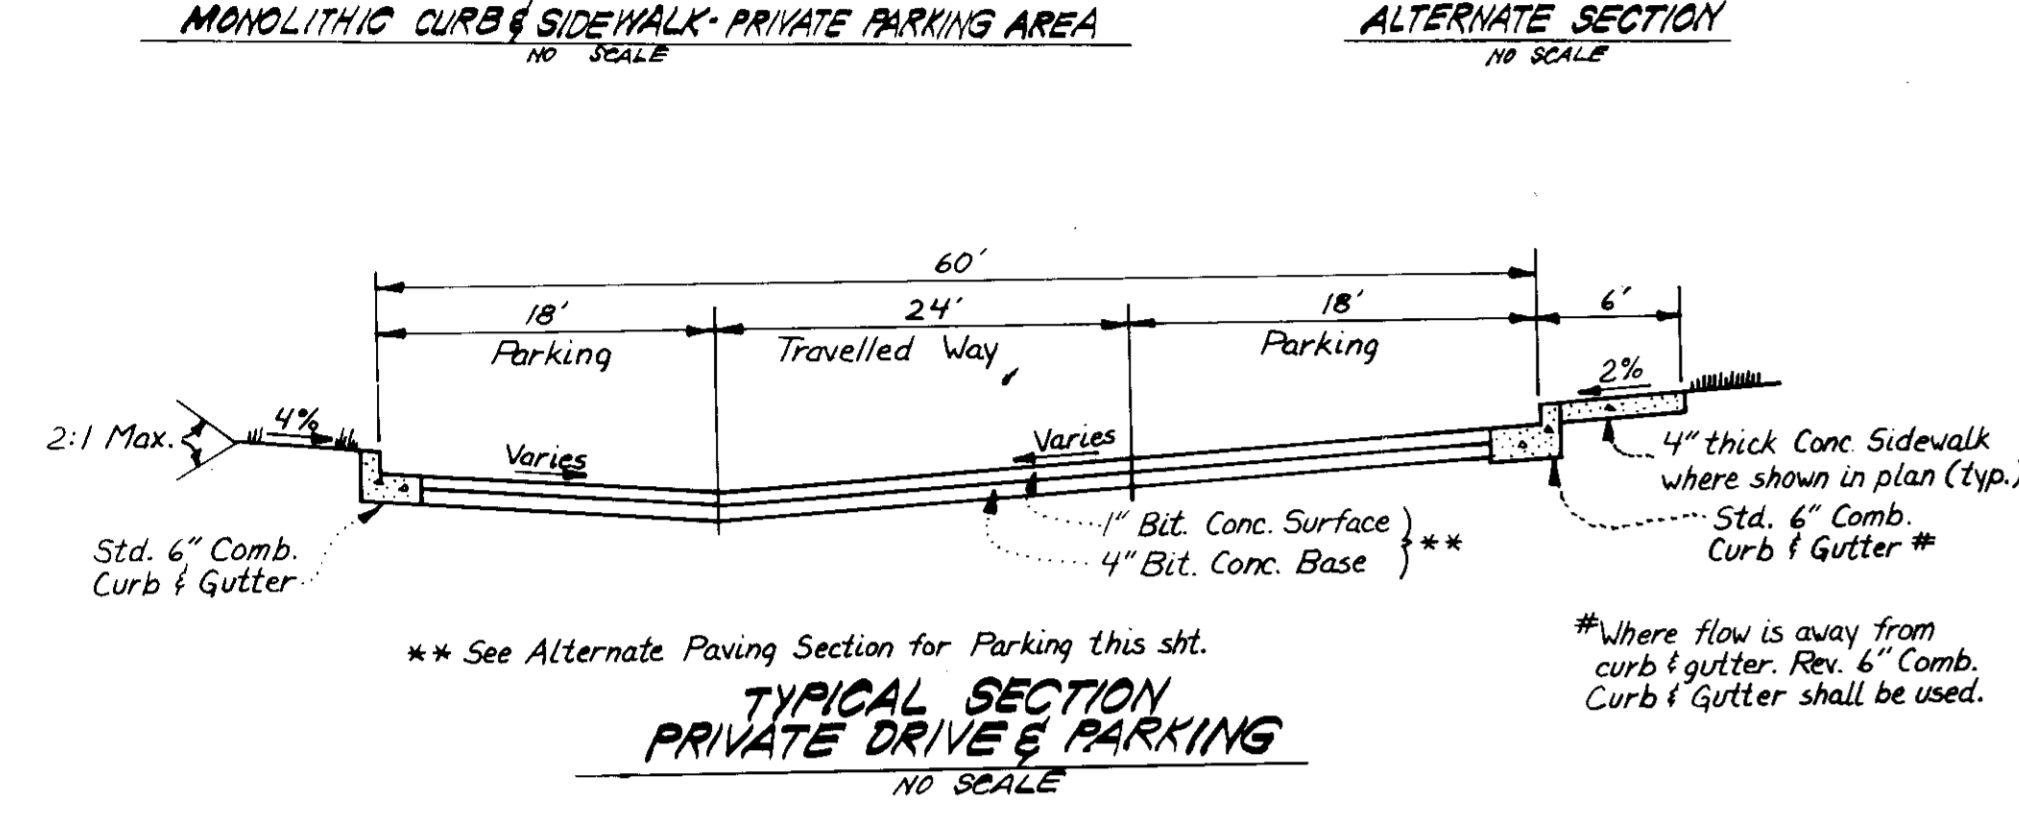 MONOLITHIC CURB & SIDEWALK - PRIVATE PARKING AREA
NO SCALE
ALTERNATE SECTION
NO SCALE
60'
18'
24'
18'
6'
Parking
Travelled Way
Parking
2%
2:1 Max.
4%
Varies
Varies
4" thick Conc. Sidewalk
where shown in plan (typ.)
1" Bit. Conc. Surface
4" Bit. Conc. Base
**
Std. 6" Comb.
Curb & Gutter #
Std. 6" Comb.
Curb & Gutter
** See Alternate Paving Section for Parking this sht.
#Where flow is away from
curb & gutter. Rev. 6" Comb.
Curb & Gutter shall be used.
TYPICAL SECTION
PRIVATE DRIVE & PARKING
NO SCALE